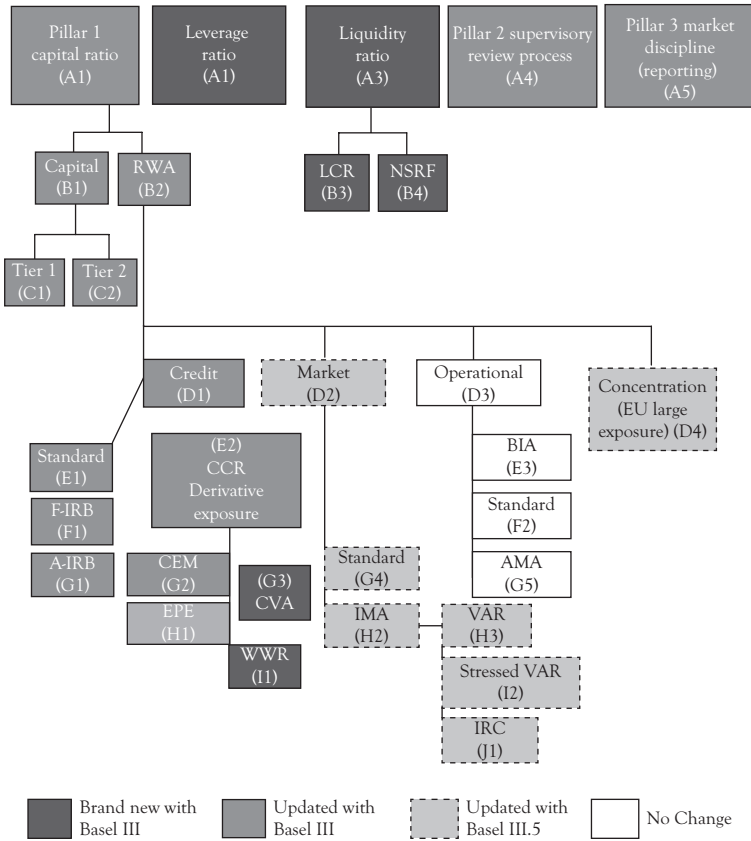 Pillar 1
capital ratio
(A1)
Leverage
ratio
(A1)
Liquidity
ratio
(A3)
Pillar 2 supervisory
review process
(A4)
Pillar 3 market
discipline
(reporting)
(A5)
Capital
(B1)
RWA
(B2)
LCR
(B3)
NSRF
(B4)
Tier 1
(C1)
Tier 2
(C2)
Credit
(D1)
Market
(D2)
Operational
(D3)
Concentration
(EU large
exposure) (D4)
Standard
(E1)
F-IRB
(F1)
A-IRB
(G1)
(E2)
CCR
Derivative
exposure
CEM
(G2)
EPE
(H1)
(G3)
CVA
WWR
(I1)
Standard
(G4)
IMA
(H2)
VAR
(H3)
Stressed VAR
(I2)
IRC
(J1)
BIA
(E3)
Standard
(F2)
AMA
(G5)
Brand new with
Basel III
Updated with
Basel III
Updated with
Basel III.5
No Change